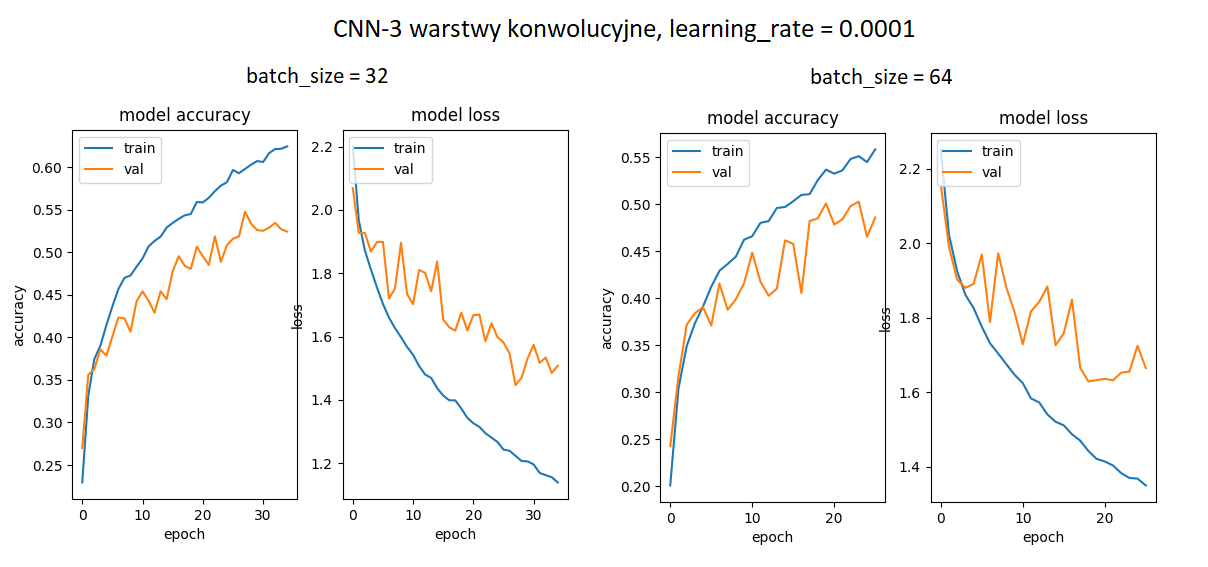 CNN-3 warstwy konwolucyjne, learning_rate = 0.0001
batch_size = 32
batch_size = 64
model accuracy
train
val
0.60
0.55
0.50
0.45
0.40
0.35
0.30
0.25
accuracy
0 10 20 30
epoch
model loss
train
val
2.2
2.0
1.8
1.6
1.4
1.2
loss
0 10 20 30
epoch
model accuracy
train
val
0.55
0.50
0.45
0.40
0.35
0.30
0.25
0.20
accuracy
0 10 20
epoch
model loss
train
val
2.2
2.0
1.8
1.6
1.4
loss
0 10 20
epoch